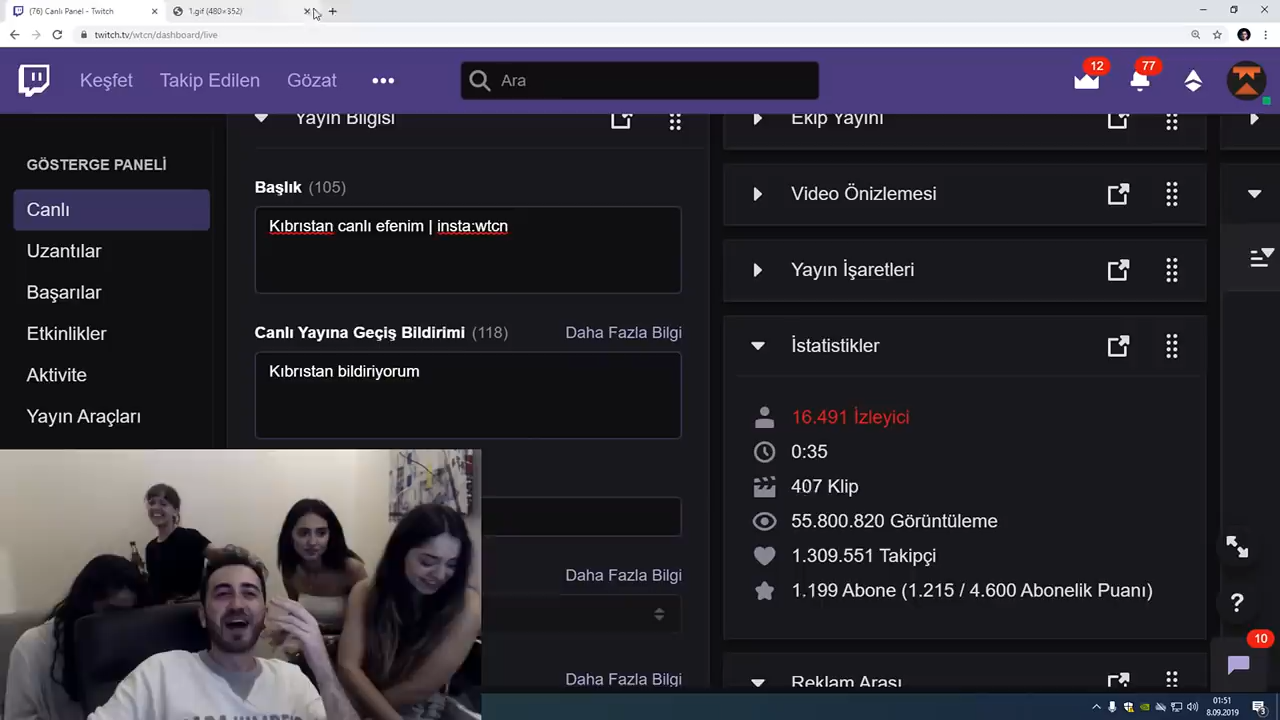 (76) Canlı Panel - Twitch
1.gif (480×352)
twitch.tv/wtcn/dashboard/live
Keşfet
Takip Edilen
Gözat
Ara
12
77
GÖSTERGE PANELİ
Canlı
Uzantılar
Başarılar
Etkinlikler
Aktivite
Yayın Araçları
Yayın Bilgisi
Başlık (105)
Kıbrıstan canlı efenim | insta:wtcn
Canlı Yayına Geçiş Bildirimi (118)
Daha Fazla Bilgi
Kıbrıstan bildiriyorum
Daha Fazla Bilgi
Daha Fazla Bilgi
Ekip Yayını
Video Önizlemesi
Yayın İşaretleri
İstatistikler
16.491 İzleyici
0:35
407 Klip
55.800.820 Görüntüleme
1.309.551 Takipçi
1.199 Abone (1.215 / 4.600 Abonelik Puanı)
Reklam Arası
?
10
01:51
8.09.2019
3